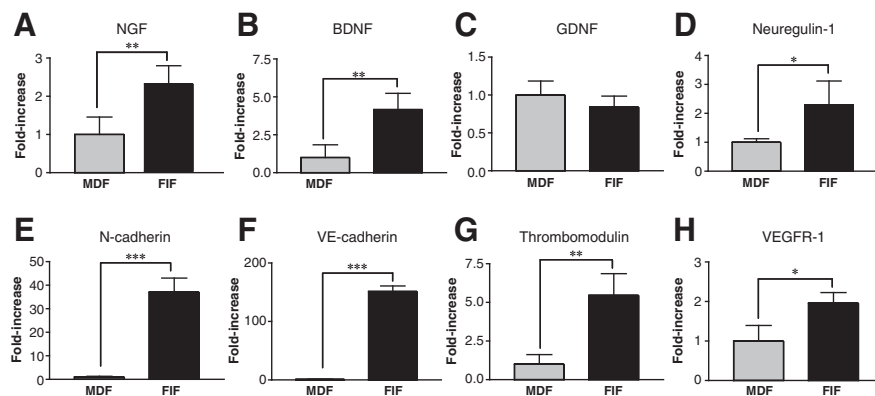 A
NGF
**
Fold-increase
3
2
1
0
MDF FIF
B
BDNF
**
Fold-increase
7.5
5.0
2.5
0.0
MDF FIF
C
GDNF
Fold-increase
1.5
1.0
0.5
0.0
MDF FIF
D
Neuregulin-1
*
Fold-increase
4
3
2
1
0
MDF FIF
E
N-cadherin
***
Fold-increase
50
40
30
20
10
0
MDF FIF
F
VE-cadherin
***
Fold-increase
200
100
0
MDF FIF
G
Thrombomodulin
**
Fold-increase
7.5
5.0
2.5
0.0
MDF FIF
H
VEGFR-1
*
Fold-increase
3
2
1
0
MDF FIF